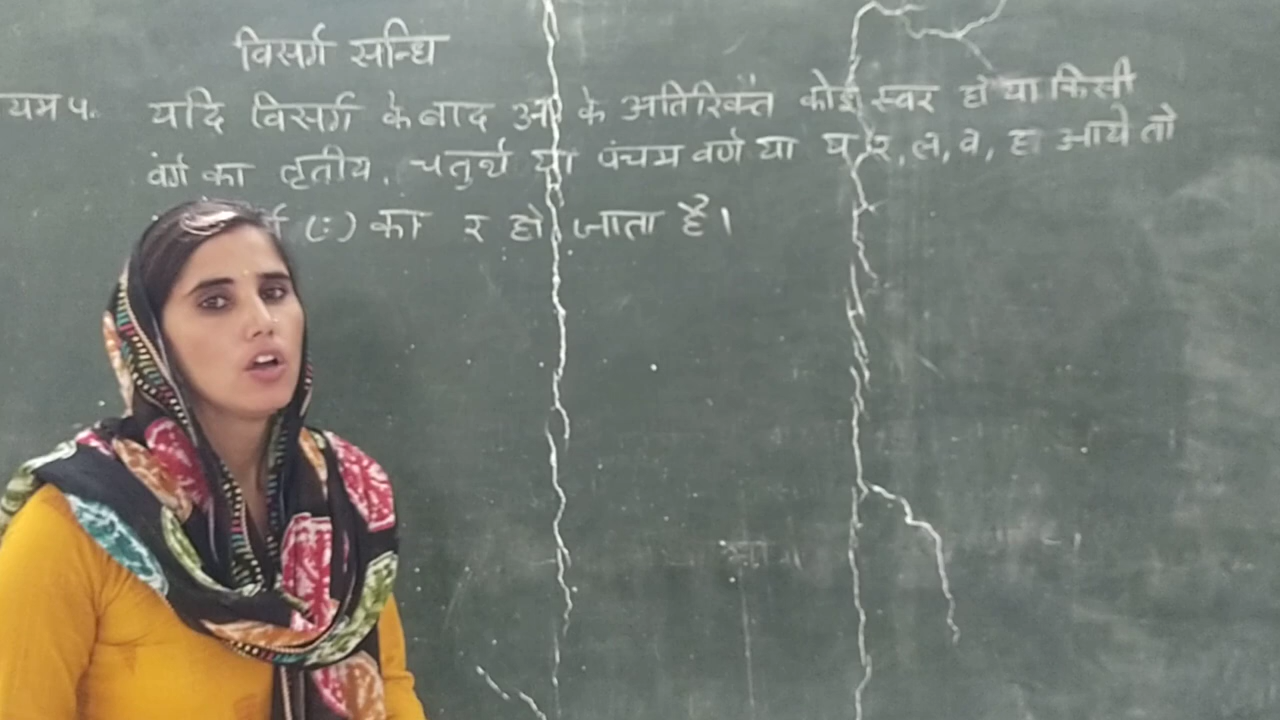 विसर्ग सन्धि
यम ५. यदि विसर्ग के बाद अ के अतिरिक्त कोई स्वर हो या किसी
वर्ग का तृतीय, चतुर्थ या पंचम वर्ण या य, र, ल, व, ह आये तो
(:) का र हो जाता है।